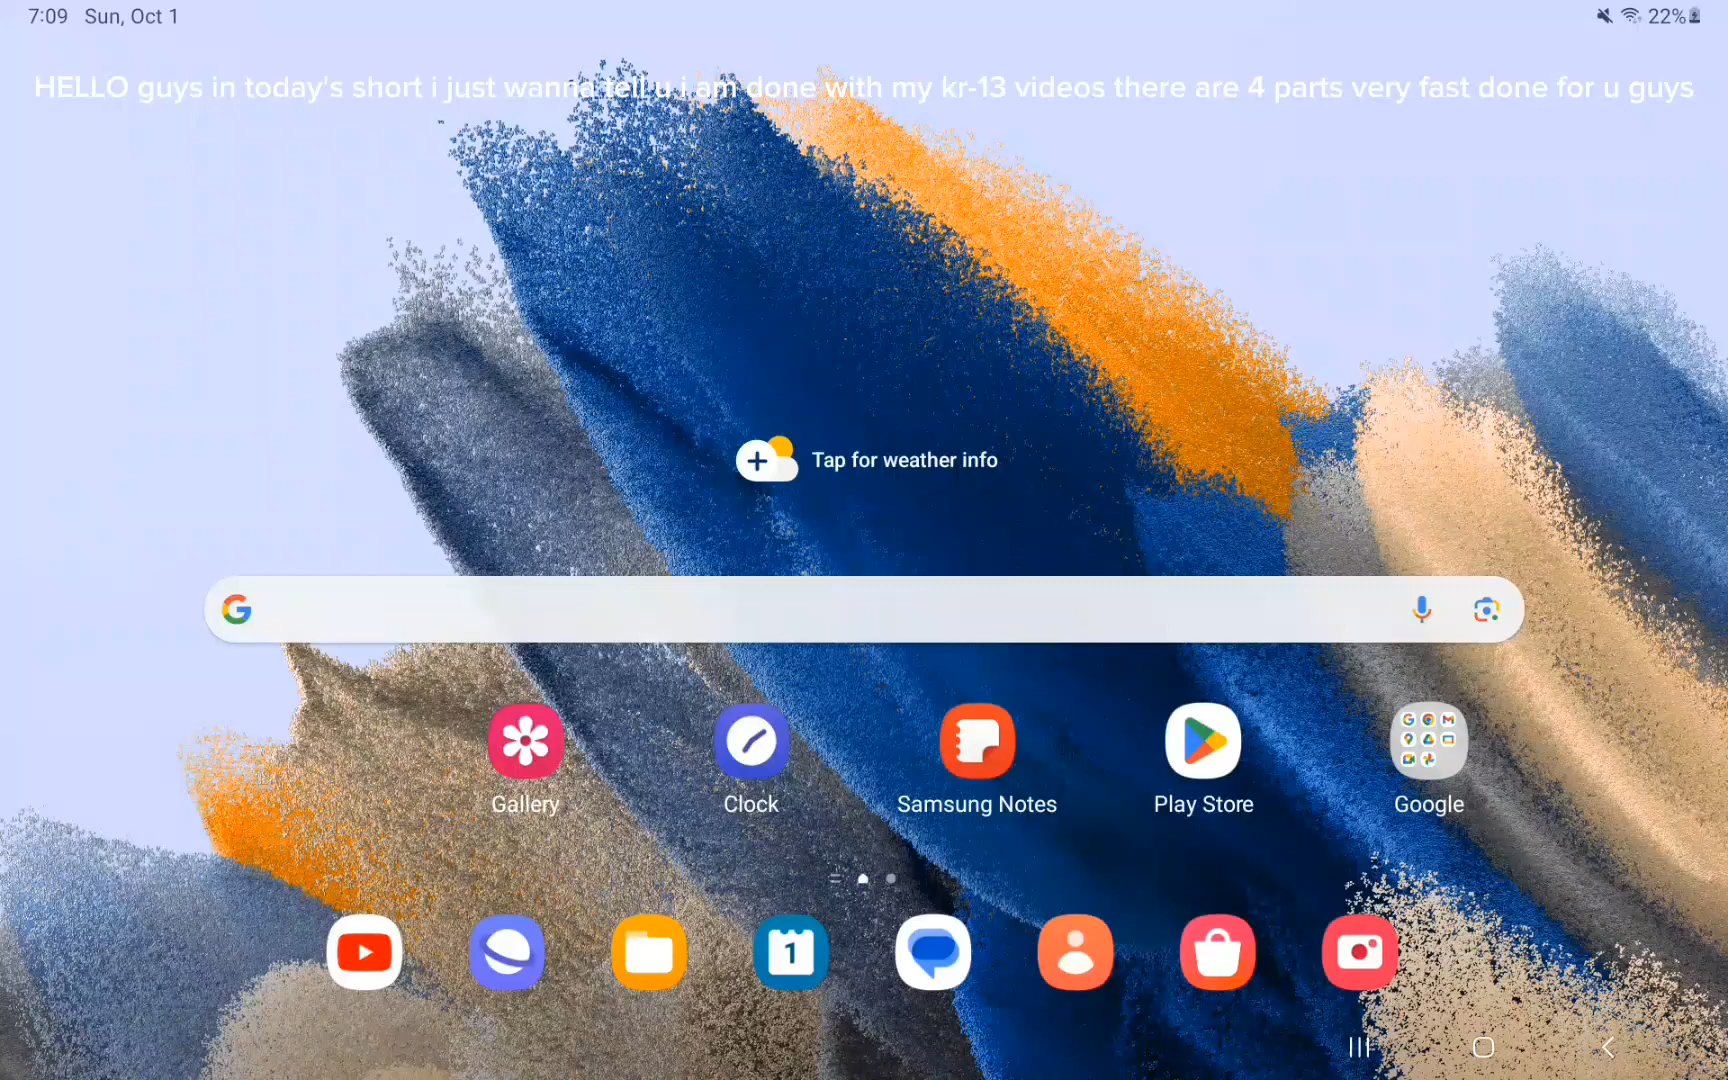 7:09 Sun, Oct 1 22%
HELLO guys in today's short i just wanna tell u i am done with my kr-13 videos there are 4 parts very fast done for u guys
Tap for weather info
Gallery Clock Samsung Notes Play Store Google
1